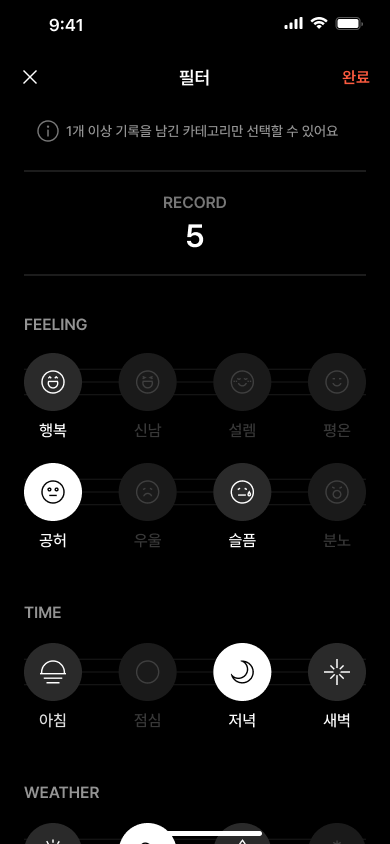 9:41
필터
완료
1개 이상 기록을 남긴 카테고리만 선택할 수 있어요
RECORD
5
FEELING
행복 신남 설렘 평온
공허 우울 슬픔 분노
TIME
아침 점심 저녁 새벽
WEATHER